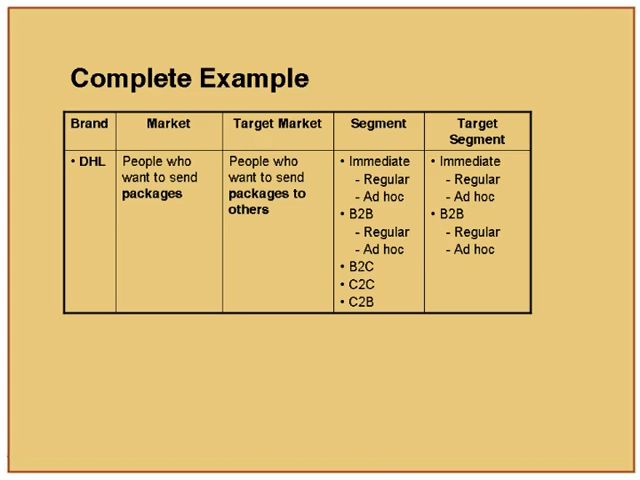 Complete Example
Brand Market Target Market Segment Target
Segment
• DHL
People who
want to send
packages
People who
want to send
packages to
others
• Immediate
- Regular
- Ad hoc
• B2B
- Regular
- Ad hoc
• B2C
• C2C
• C2B
• Immediate
- Regular
- Ad hoc
• B2B
- Regular
- Ad hoc